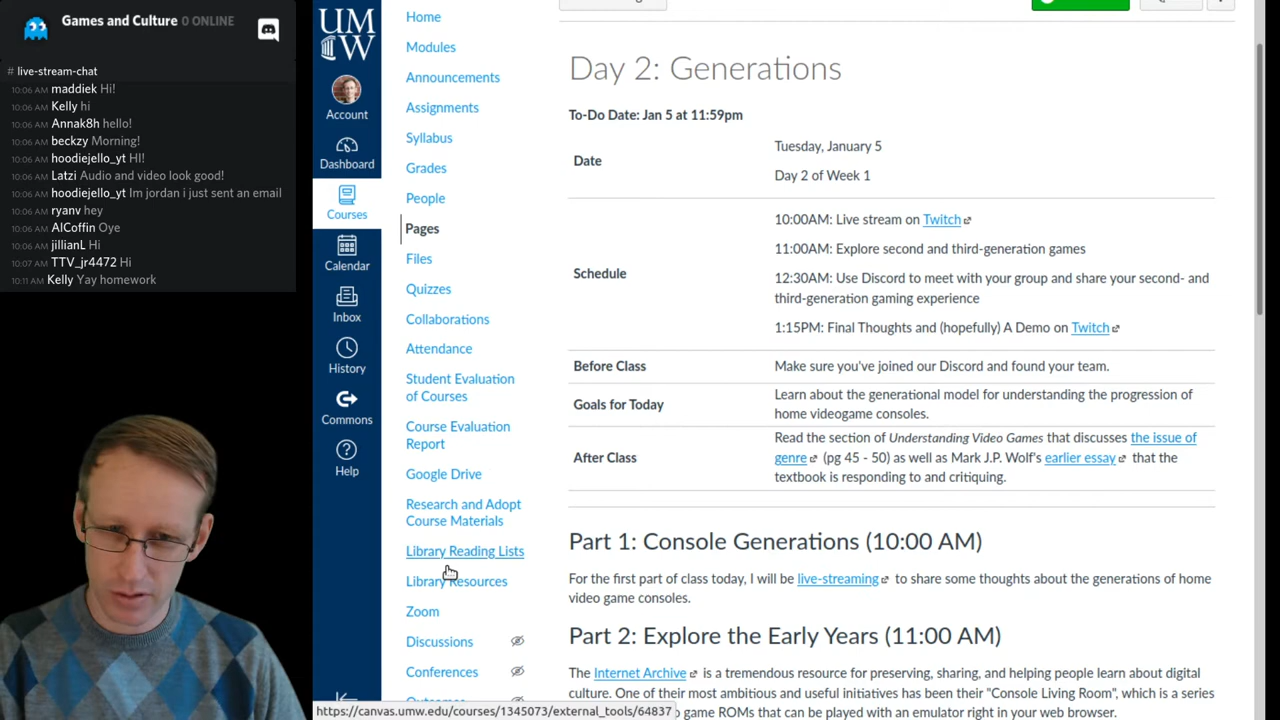 Games and Culture 0 ONLINE
# live-stream-chat
10:06 AM maddiek Hi!
10:06 AM Kelly hi
10:06 AM Annak8h hello!
10:06 AM beckzy Morning!
10:06 AM hoodiejello_yt HI!
10:06 AM Latzi Audio and video look good!
10:06 AM hoodiejello_yt Im jordan i just sent an email
10:06 AM ryanv hey
10:06 AM AlCoffin Oye
10:06 AM jillianL Hi
10:07 AM TTV_jr4472 Hi
10:11 AM Kelly Yay homework
UMW
Account
Dashboard
Courses
Calendar
Inbox
History
Commons
Help
Home
Modules
Announcements
Assignments
Syllabus
Grades
People
Pages
Files
Quizzes
Collaborations
Attendance
Student Evaluation
of Courses
Course Evaluation
Report
Google Drive
Research and Adopt
Course Materials
Library Reading Lists
Library Resources
Zoom
Discussions
Conferences
Day 2: Generations
To-Do Date: Jan 5 at 11:59pm
Date
Tuesday, January 5
Day 2 of Week 1
Schedule
10:00AM: Live stream on Twitch
11:00AM: Explore second and third-generation games
12:30AM: Use Discord to meet with your group and share your second- and
third-generation gaming experience
1:15PM: Final Thoughts and (hopefully) A Demo on Twitch
Before Class
Make sure you've joined our Discord and found your team.
Goals for Today
Learn about the generational model for understanding the progression of
home videogame consoles.
After Class
Read the section of Understanding Video Games that discusses the issue of
genre (pg 45 - 50) as well as Mark J.P. Wolf's earlier essay that the
textbook is responding to and critiquing.
Part 1: Console Generations (10:00 AM)
For the first part of class today, I will be live-streaming to share some thoughts about the generations of home
video game consoles.
Part 2: Explore the Early Years (11:00 AM)
The Internet Archive is a tremendous resource for preserving, sharing, and helping people learn about digital
culture. One of their most ambitious and useful initiatives has been their "Console Living Room", which is a series
game ROMs that can be played with an emulator right in your web browser.
https://canvas.umw.edu/courses/1345073/external_tools/64837